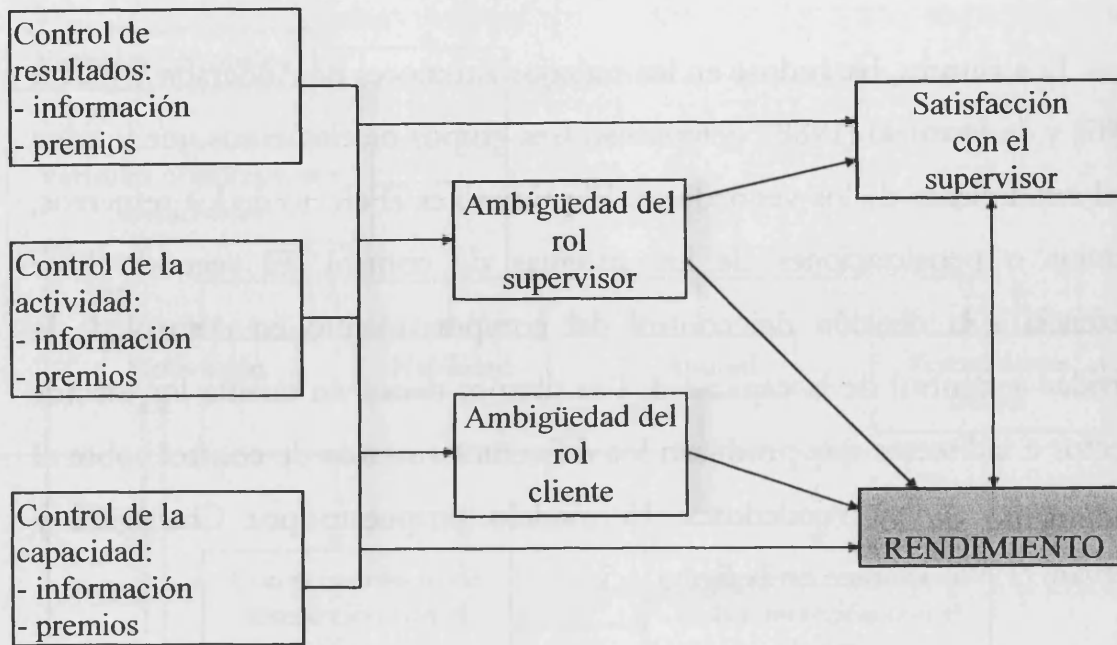 Control de
resultados:
- información
- premios
Control de la
actividad:
- información
- premios
Control de la
capacidad:
- información
- premios
Ambigüedad del
rol
supervisor
Ambigüedad del
rol
cliente
Satisfacción
con el
supervisor
RENDIMIENTO